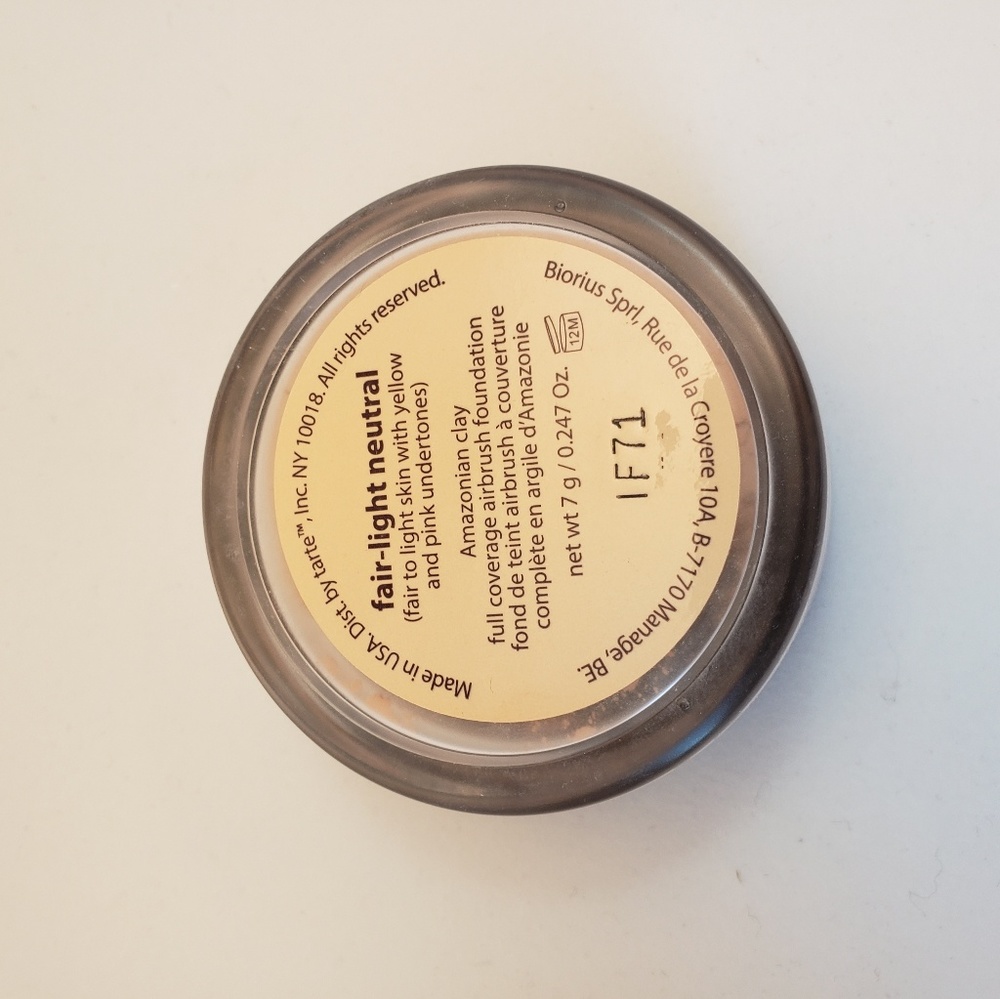 Made in USA. Dist. by tarte™, Inc. NY 10018. All rights reserved.
fair-light neutral
(fair to light skin with yellow
and pink undertones)
Amazonian clay
full coverage airbrush foundation
fond de teint airbrush à couverture
complète en argile d'Amazonie
net wt 7 g / 0.247 Oz. 12M
1F71
Biorius Sprl, Rue de la Croyere 10A, B-7170 Manage, BE.